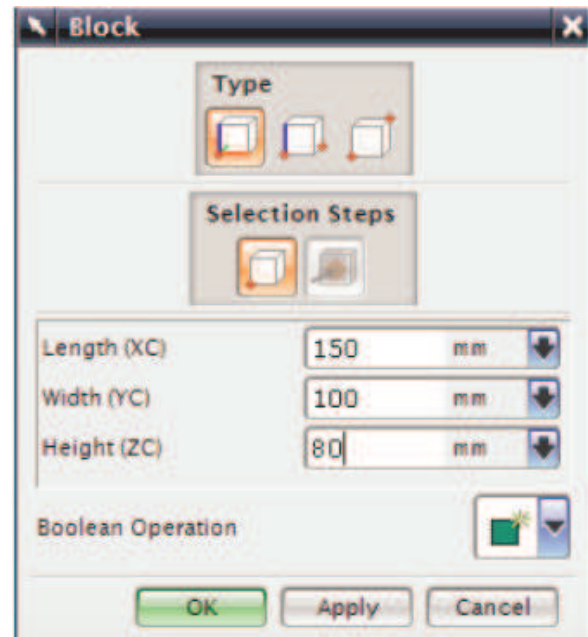 Block
Type
Selection Steps
Length (XC) 150 mm
Width (YC) 100 mm
Height (ZC) 80 mm
Boolean Operation
OK Apply Cancel